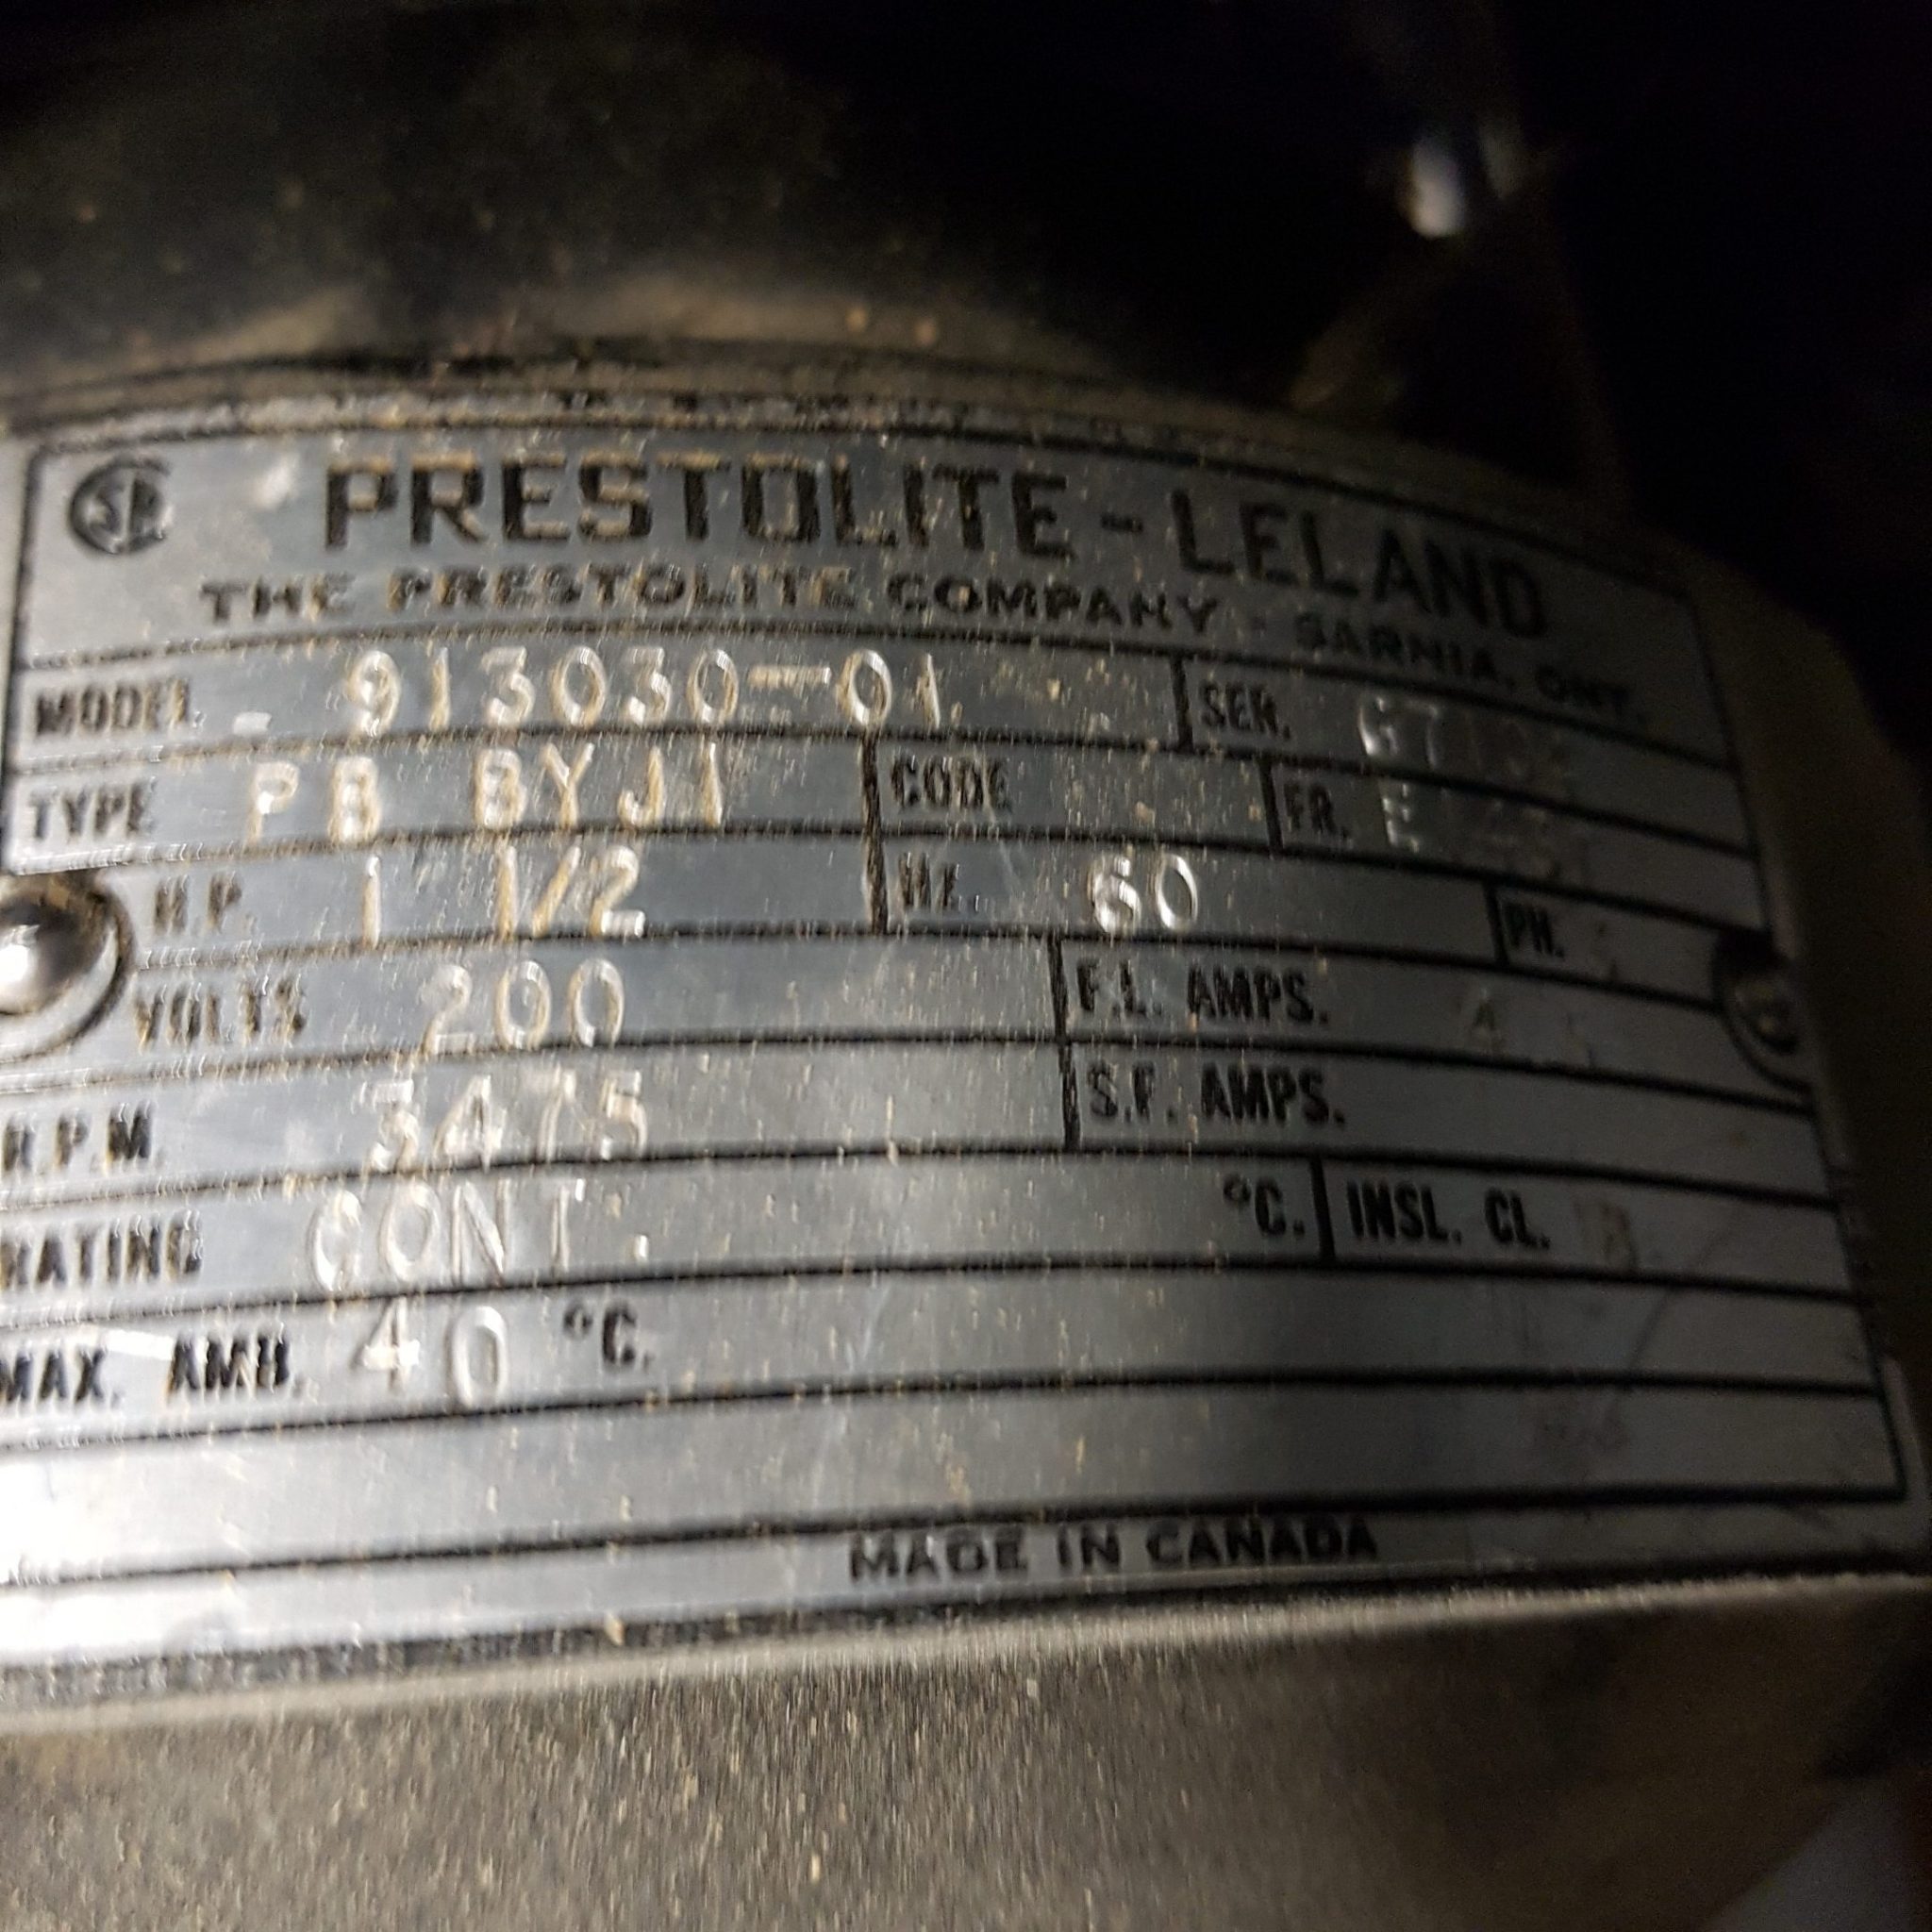 SP PRESTOLITE - LELAND
THE PRESTOLITE COMPANY - SARNIA, ONT.
MODEL 913030-01 SER.
TYPE PB BYJ1 CODE FR.
H.P. 1 1/2 Hz. 60 PH.
VOLTS 200 F.L. AMPS.
R.P.M. 3475 S.F. AMPS.
RATING CONT. °C. INSL. CL.
MAX. AMB. 40 °C.
MADE IN CANADA